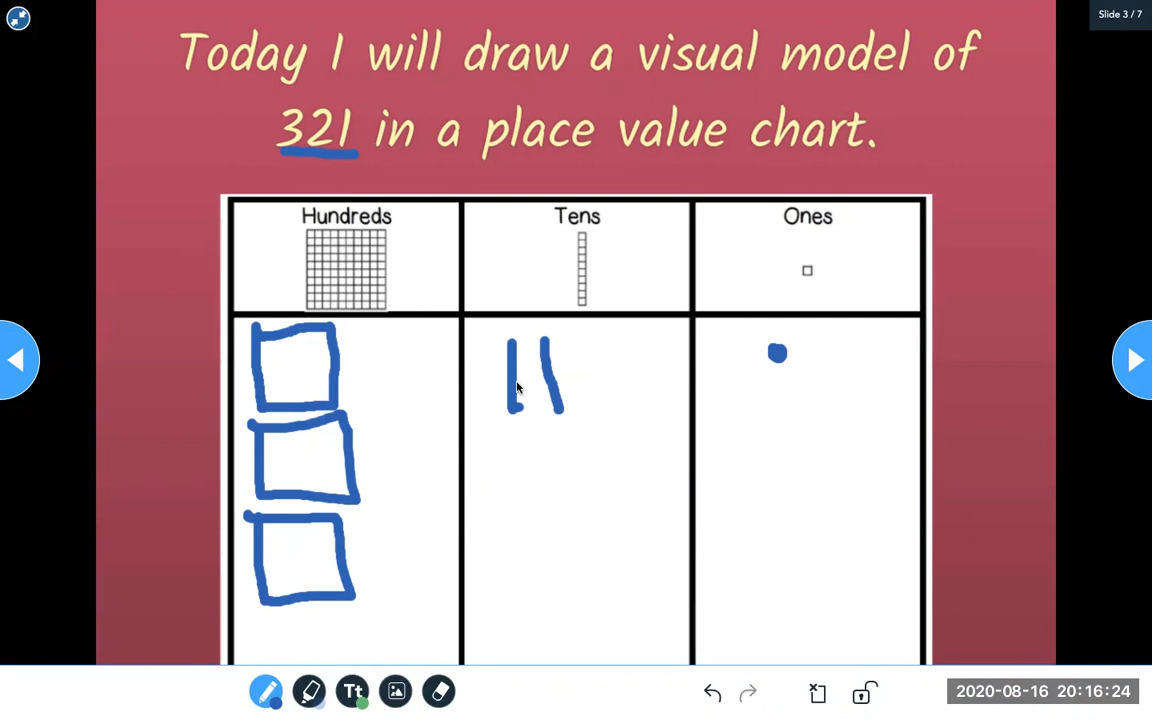 Slide 3 / 7
Today I will draw a visual model of
321 in a place value chart.
Hundreds
Tens
Ones
Tt
2020-08-16 20:16:24